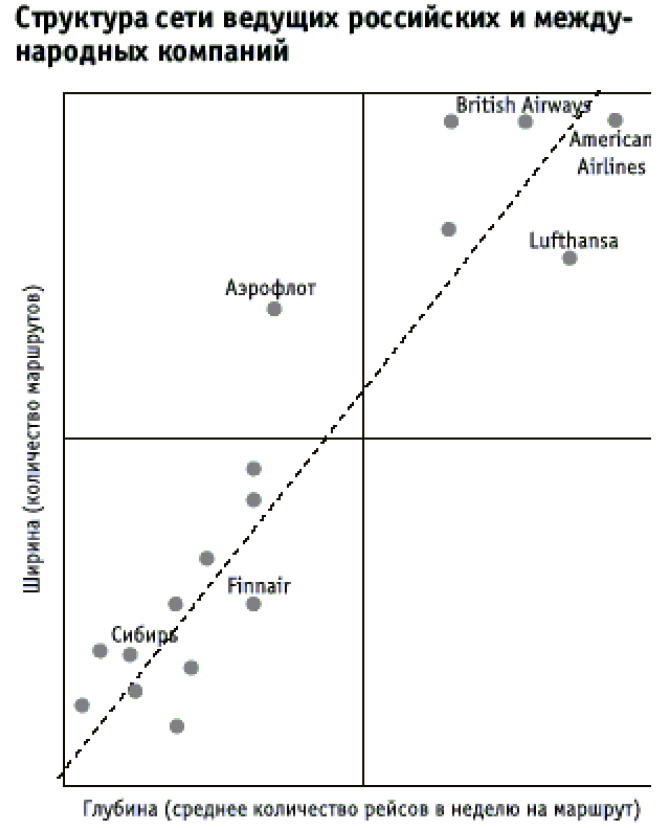 Структура сети ведущих российских и между-
народных компаний
British Airways
American
Airlines
Lufthansa
Аэрофлот
Ширина (количество маршрутов)
Finnair
Сибирь
Глубина (среднее количество рейсов в неделю на маршрут)